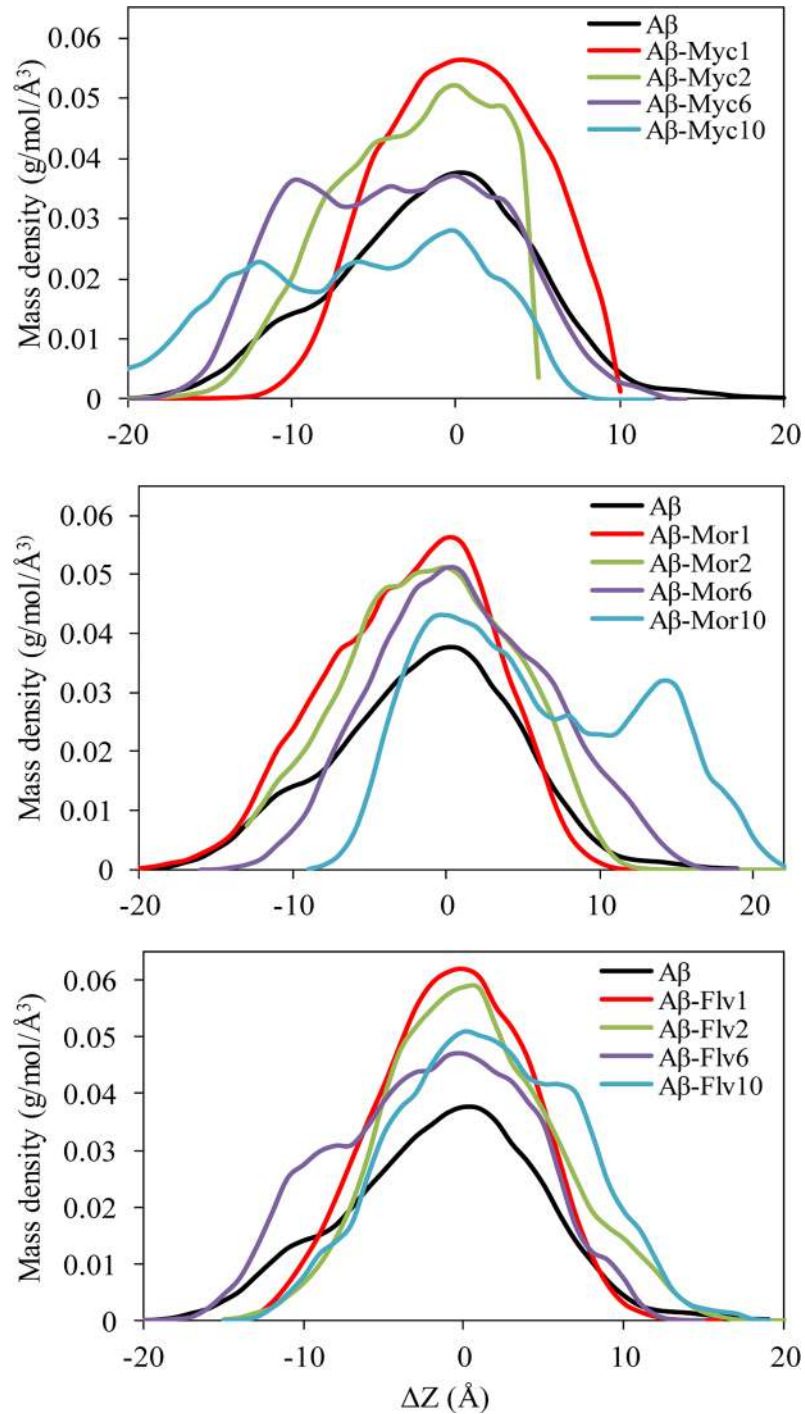 Mass density (g/mol/Å³)
0.06
0.05
0.04
0.03
0.02
0.01
0
-20
-10
0
10
20
Aβ
Aβ-Myc1
Aβ-Myc2
Aβ-Myc6
Aβ-Myc10
Mass density (g/mol/Å³)
0.06
0.05
0.04
0.03
0.02
0.01
0
-20
-10
0
10
20
Aβ
Aβ-Mor1
Aβ-Mor2
Aβ-Mor6
Aβ-Mor10
Mass density (g/mol/Å³)
0.06
0.05
0.04
0.03
0.02
0.01
0
-20
-10
0
10
20
Aβ
Aβ-Flv1
Aβ-Flv2
Aβ-Flv6
Aβ-Flv10
ΔZ (Å)